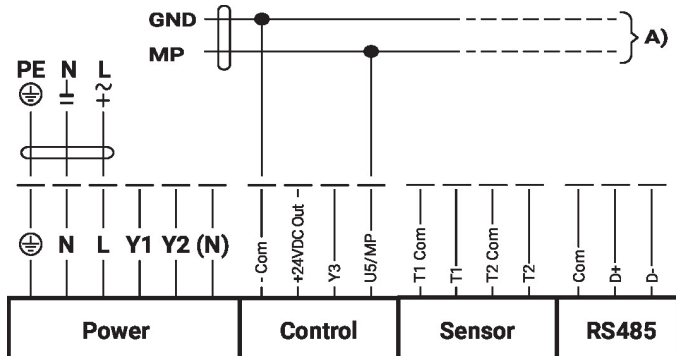 GND
MP
A)
PE N L
N L Y1 Y2 (N)
- Com
+24VDC Out -
Y3
U5/MP
T1 Com
T1
T2 Com
T2
Com
D+
D-
Power Control Sensor RS485